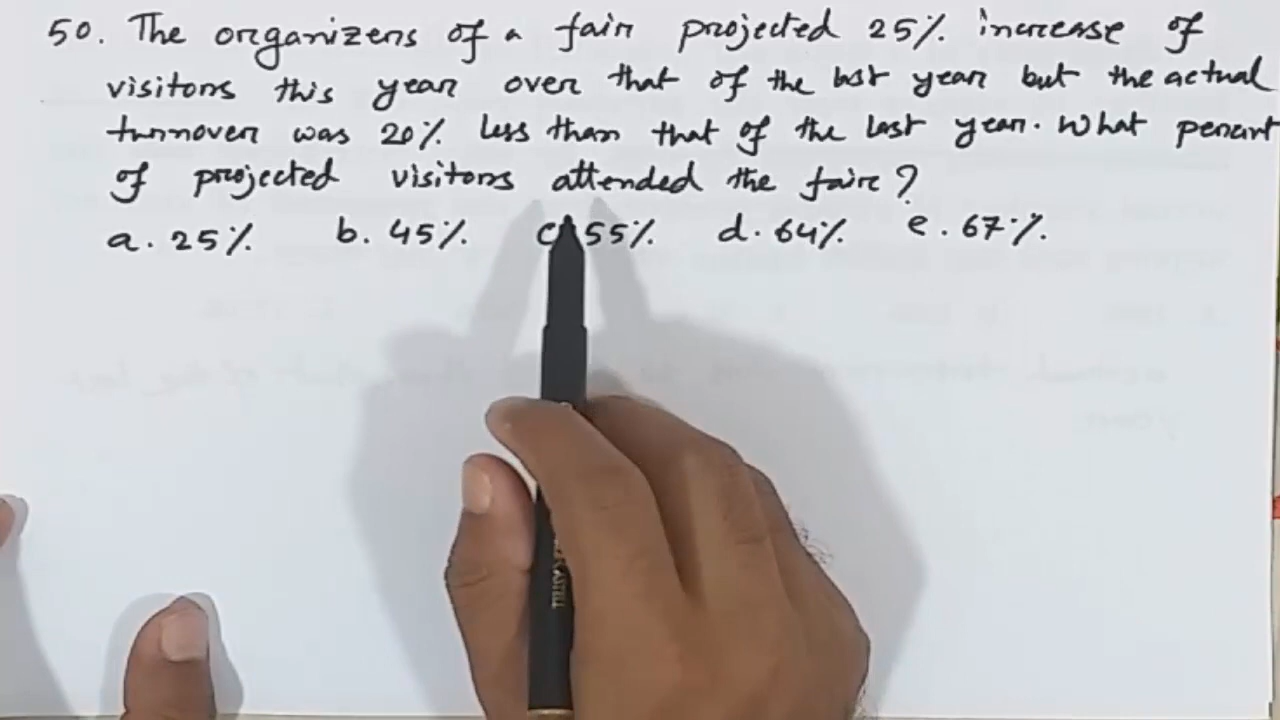 50. The organizers of a fair projected 25% increase of
visitors this year over that of the last year but the actual
turnover was 20% less than that of the last year. What percent
of projected visitors attended the fair?
a. 25% b. 45% c. 55% d. 64% e. 67%.